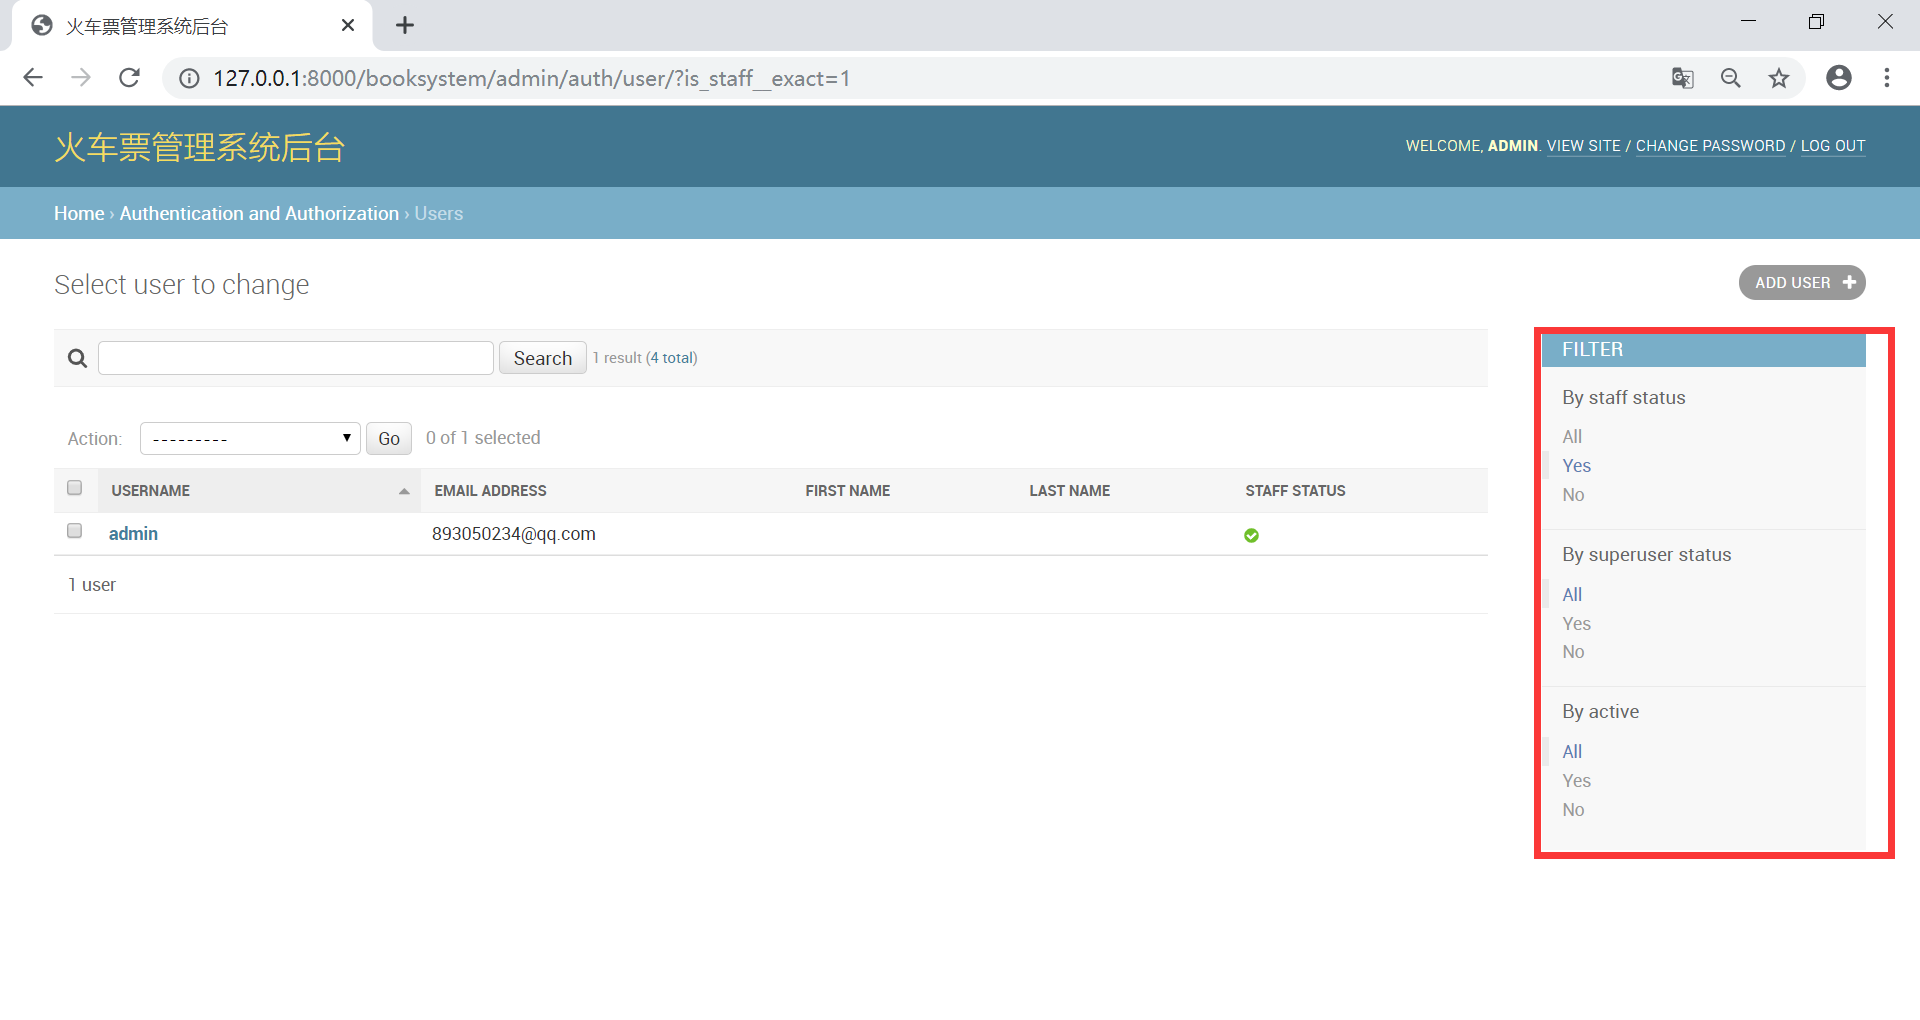 火车票管理系统后台
127.0.0.1:8000/booksystem/admin/auth/user/?is_staff__exact=1
火车票管理系统后台
WELCOME, ADMIN. VIEW SITE / CHANGE PASSWORD / LOG OUT
Home › Authentication and Authorization › Users
Select user to change
ADD USER +
Search 1 result (4 total)
Action: --------- Go 0 of 1 selected
USERNAME EMAIL ADDRESS FIRST NAME LAST NAME STAFF STATUS
admin 893050234@qq.com
1 user
FILTER
By staff status
All
Yes
No
By superuser status
All
Yes
No
By active
All
Yes
No